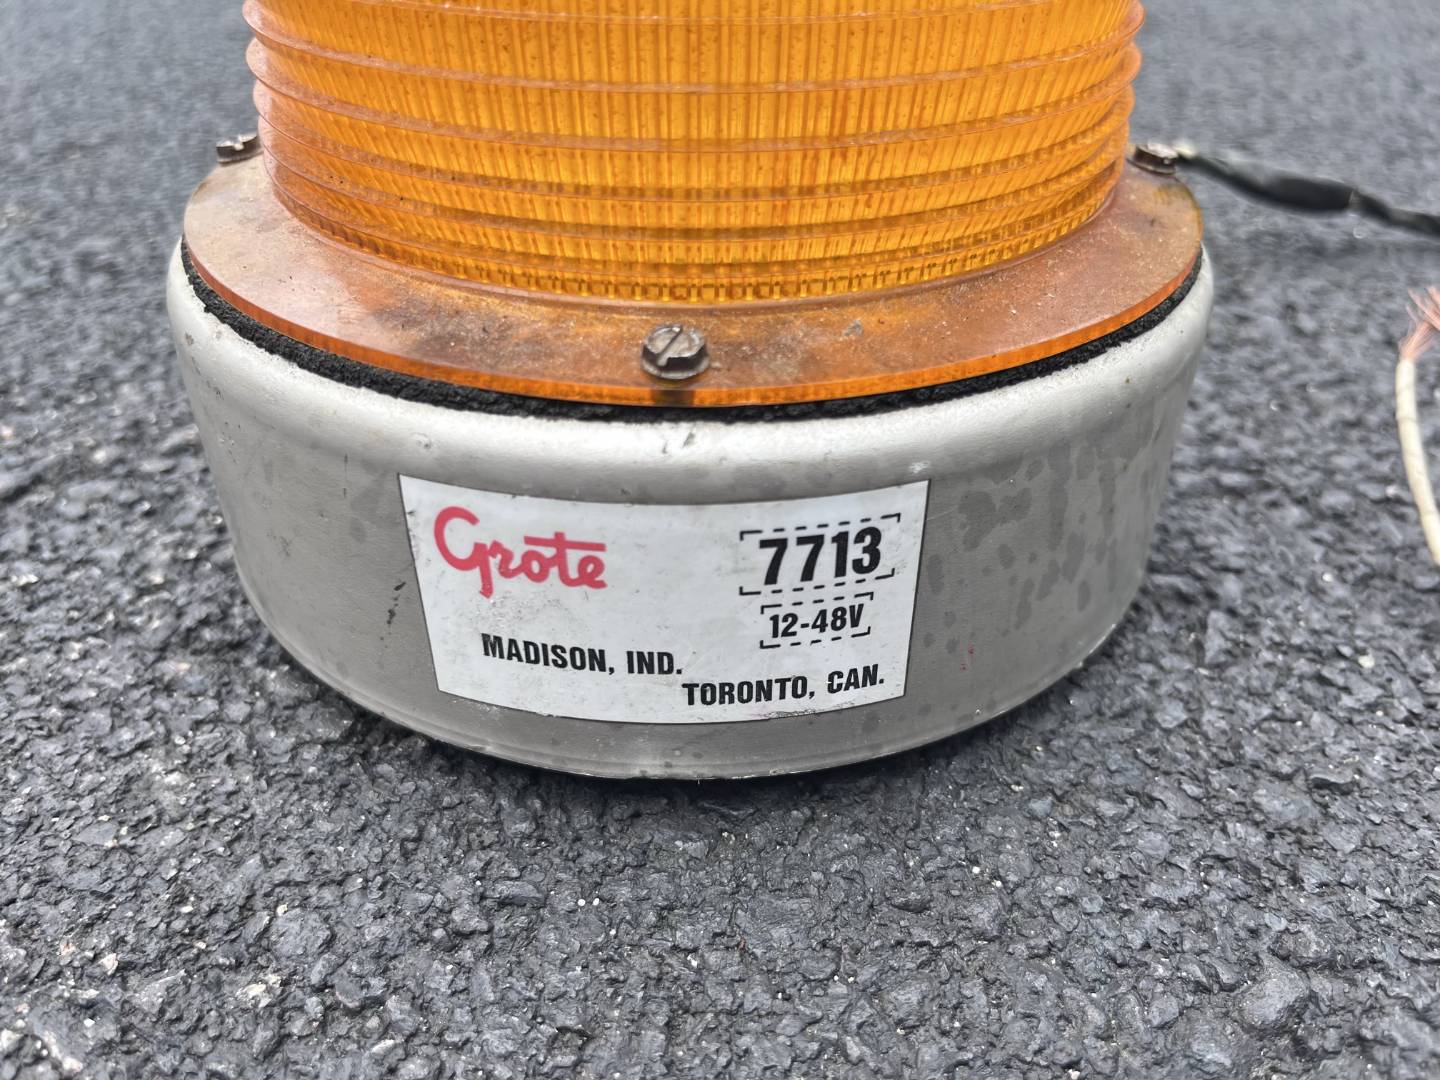 Grote
7713
12-48V
MADISON, IND.
TORONTO, CAN.